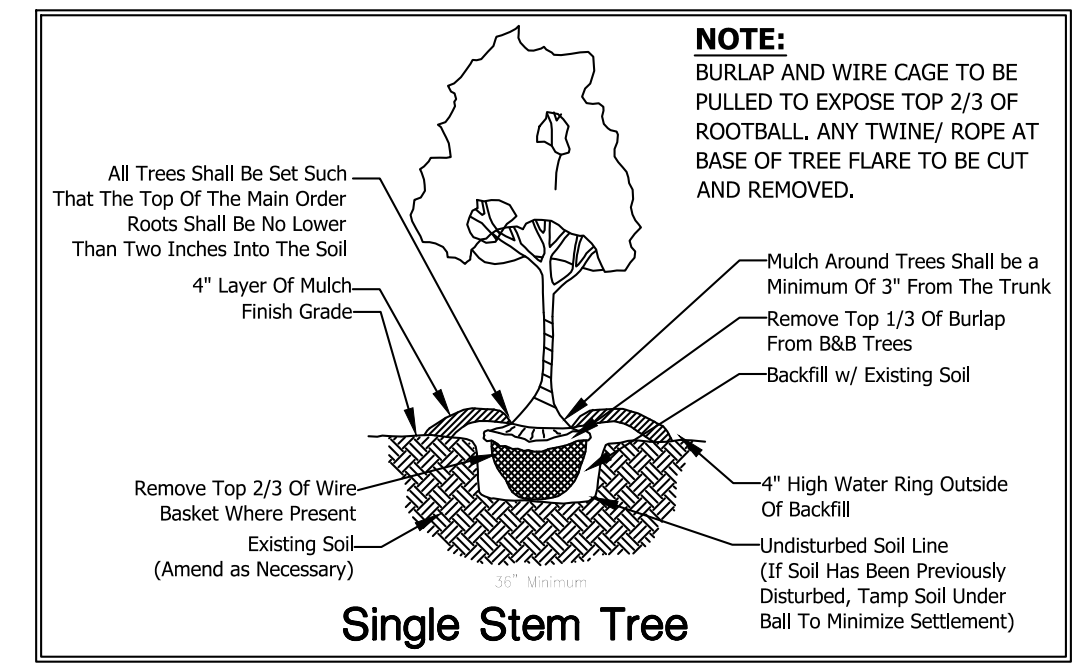 NOTE:
BURLAP AND WIRE CAGE TO BE
PULLED TO EXPOSE TOP 2/3 OF
ROOTBALL. ANY TWINE/ ROPE AT
BASE OF TREE FLARE TO BE CUT
AND REMOVED.
All Trees Shall Be Set Such
That The Top Of The Main Order
Roots Shall Be No Lower
Than Two Inches Into The Soil
4" Layer Of Mulch
Finish Grade
Remove Top 2/3 Of Wire
Basket Where Present
Existing Soil
(Amend as Necessary)
Mulch Around Trees Shall be a
Minimum Of 3" From The Trunk
Remove Top 1/3 Of Burlap
From B&B Trees
Backfill w/ Existing Soil
4" High Water Ring Outside
Of Backfill
Undisturbed Soil Line
(If Soil Has Been Previously
Disturbed, Tamp Soil Under
Ball To Minimize Settlement)
36" Minimum
Single Stem Tree